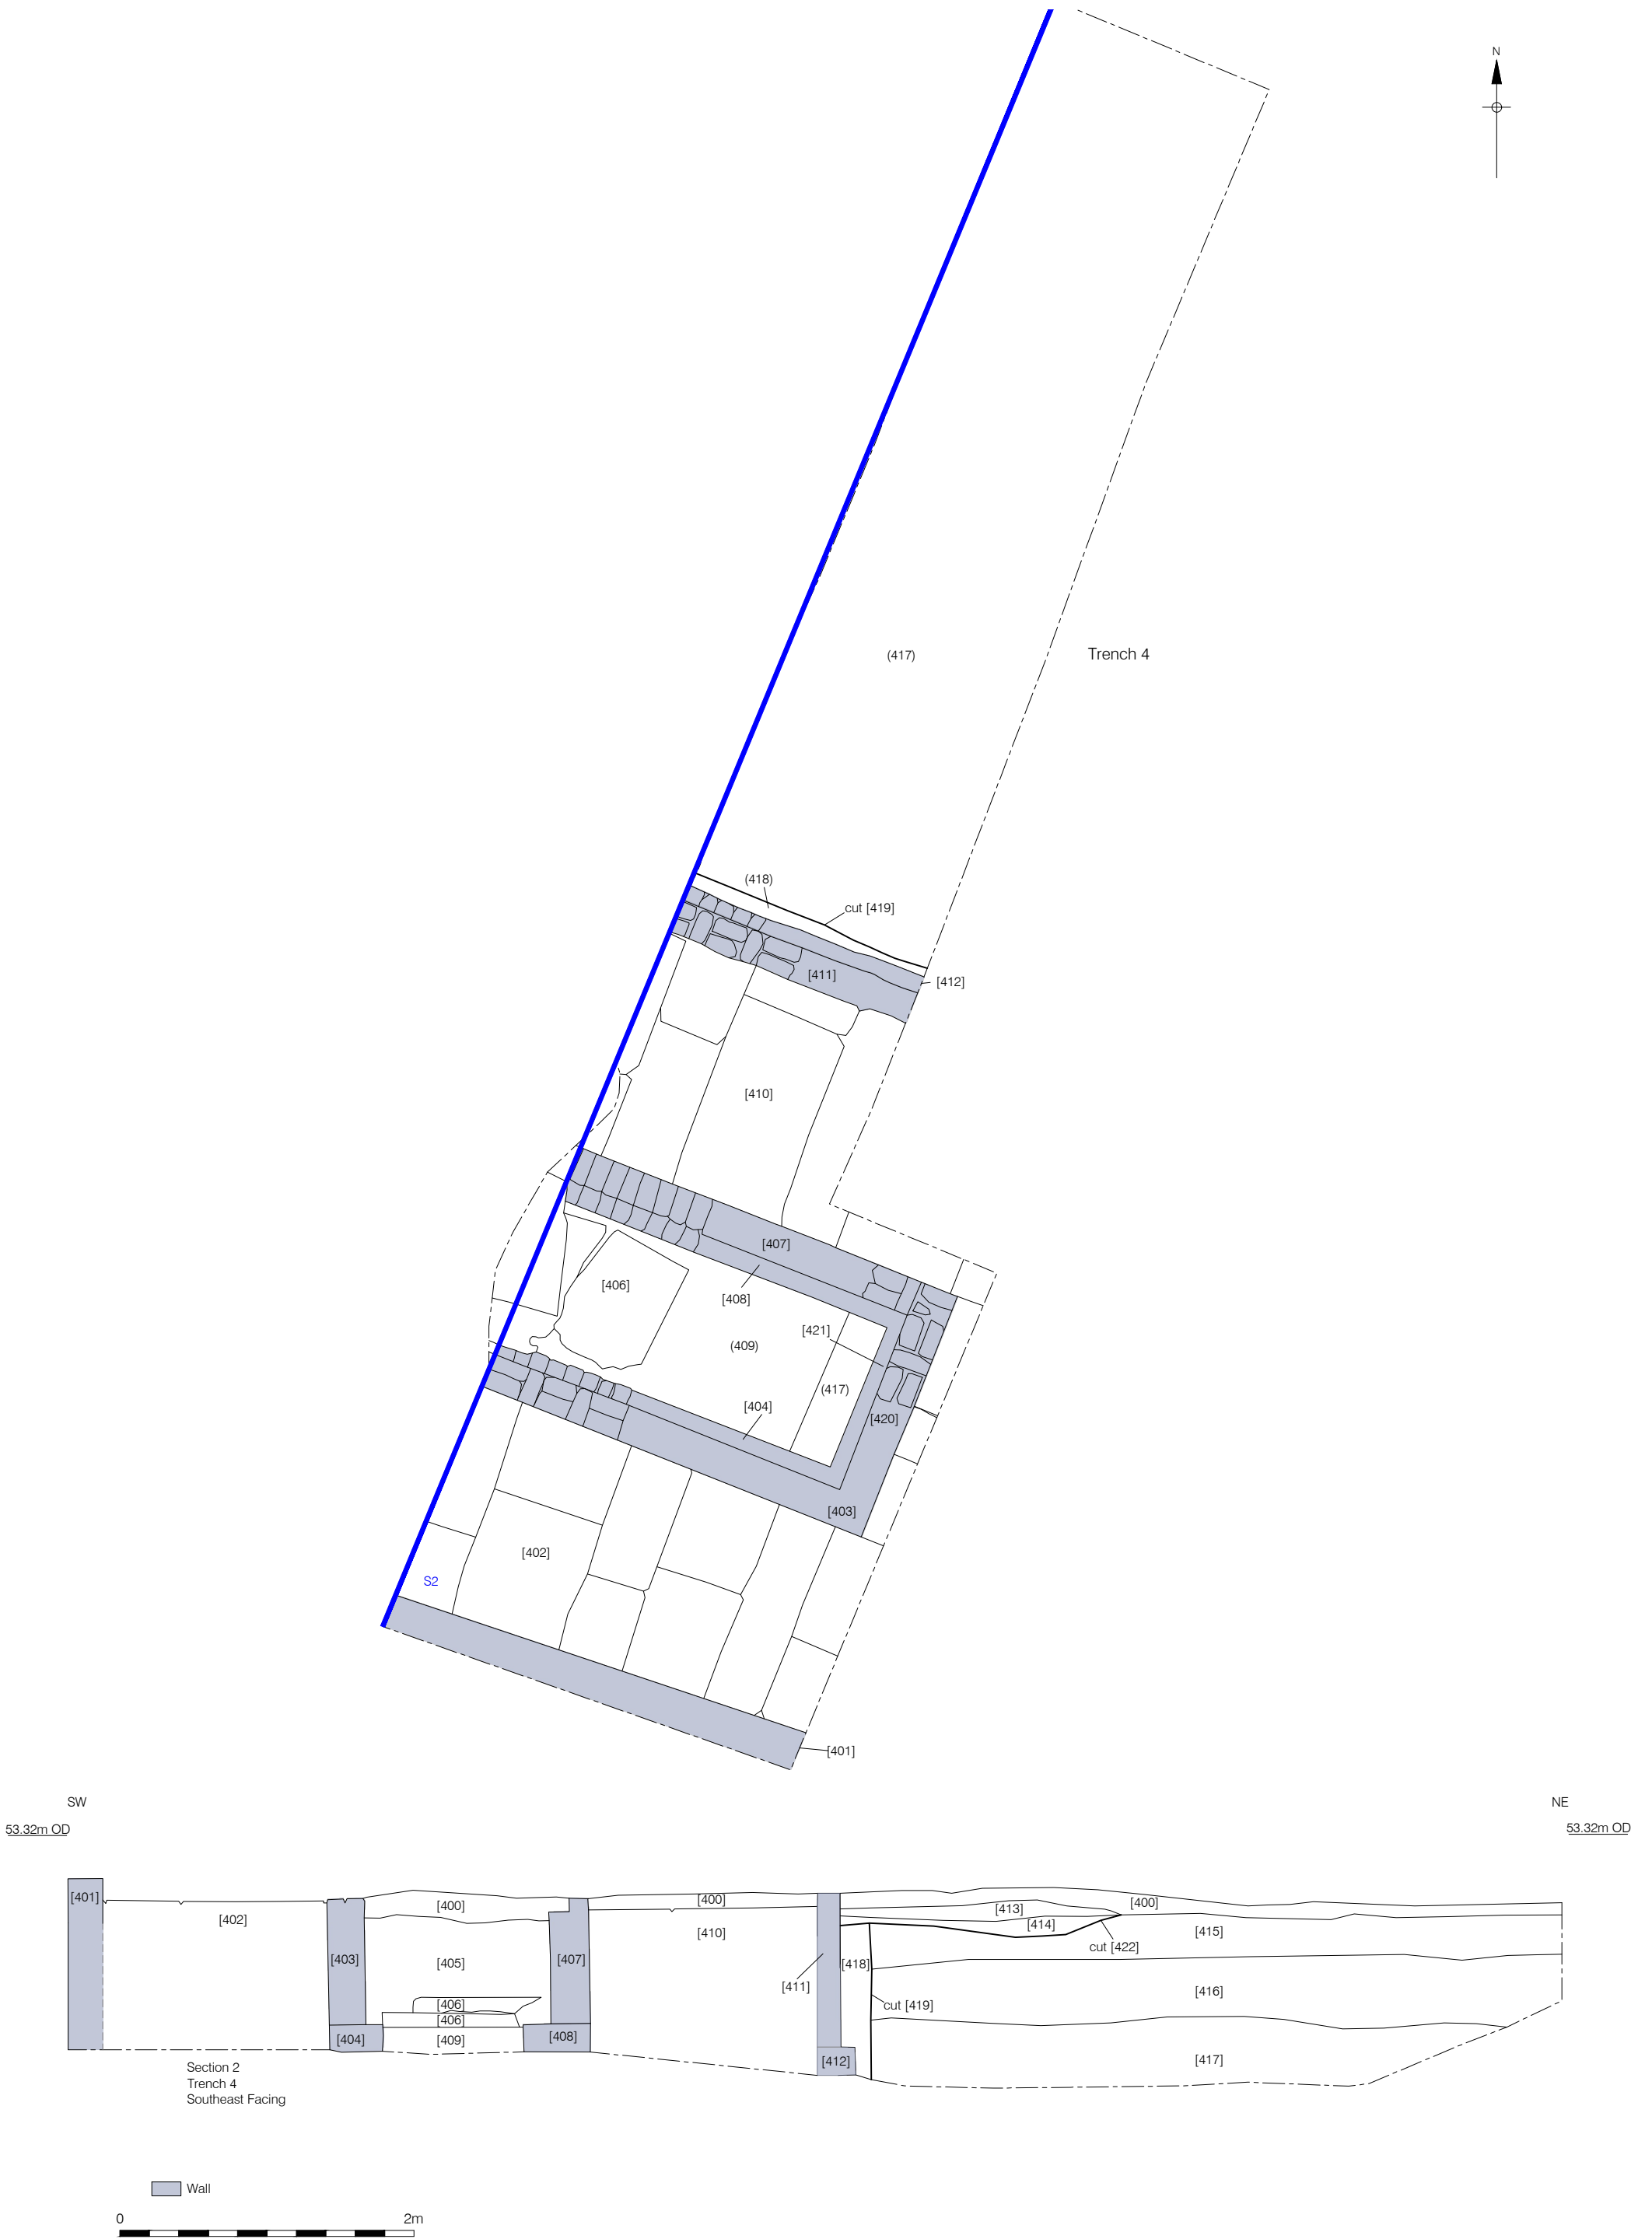 N
(417)
Trench 4
(418)
cut [419]
[411]
[412]
[410]
[407]
[406]
[408]
[421]
(409)
(417)
[404]
[420]
[403]
[402]
S2
[401]
SW
NE
53.32m OD
53.32m OD
[401]
[402]
[403]
[404]
[400]
[405]
[406]
[406]
[409]
[407]
[408]
[400]
[410]
[411]
[412]
[418]
cut [419]
[413]
[414]
[400]
cut [422]
[415]
[416]
[417]
Section 2
Trench 4
Southeast Facing
Wall
0
2m